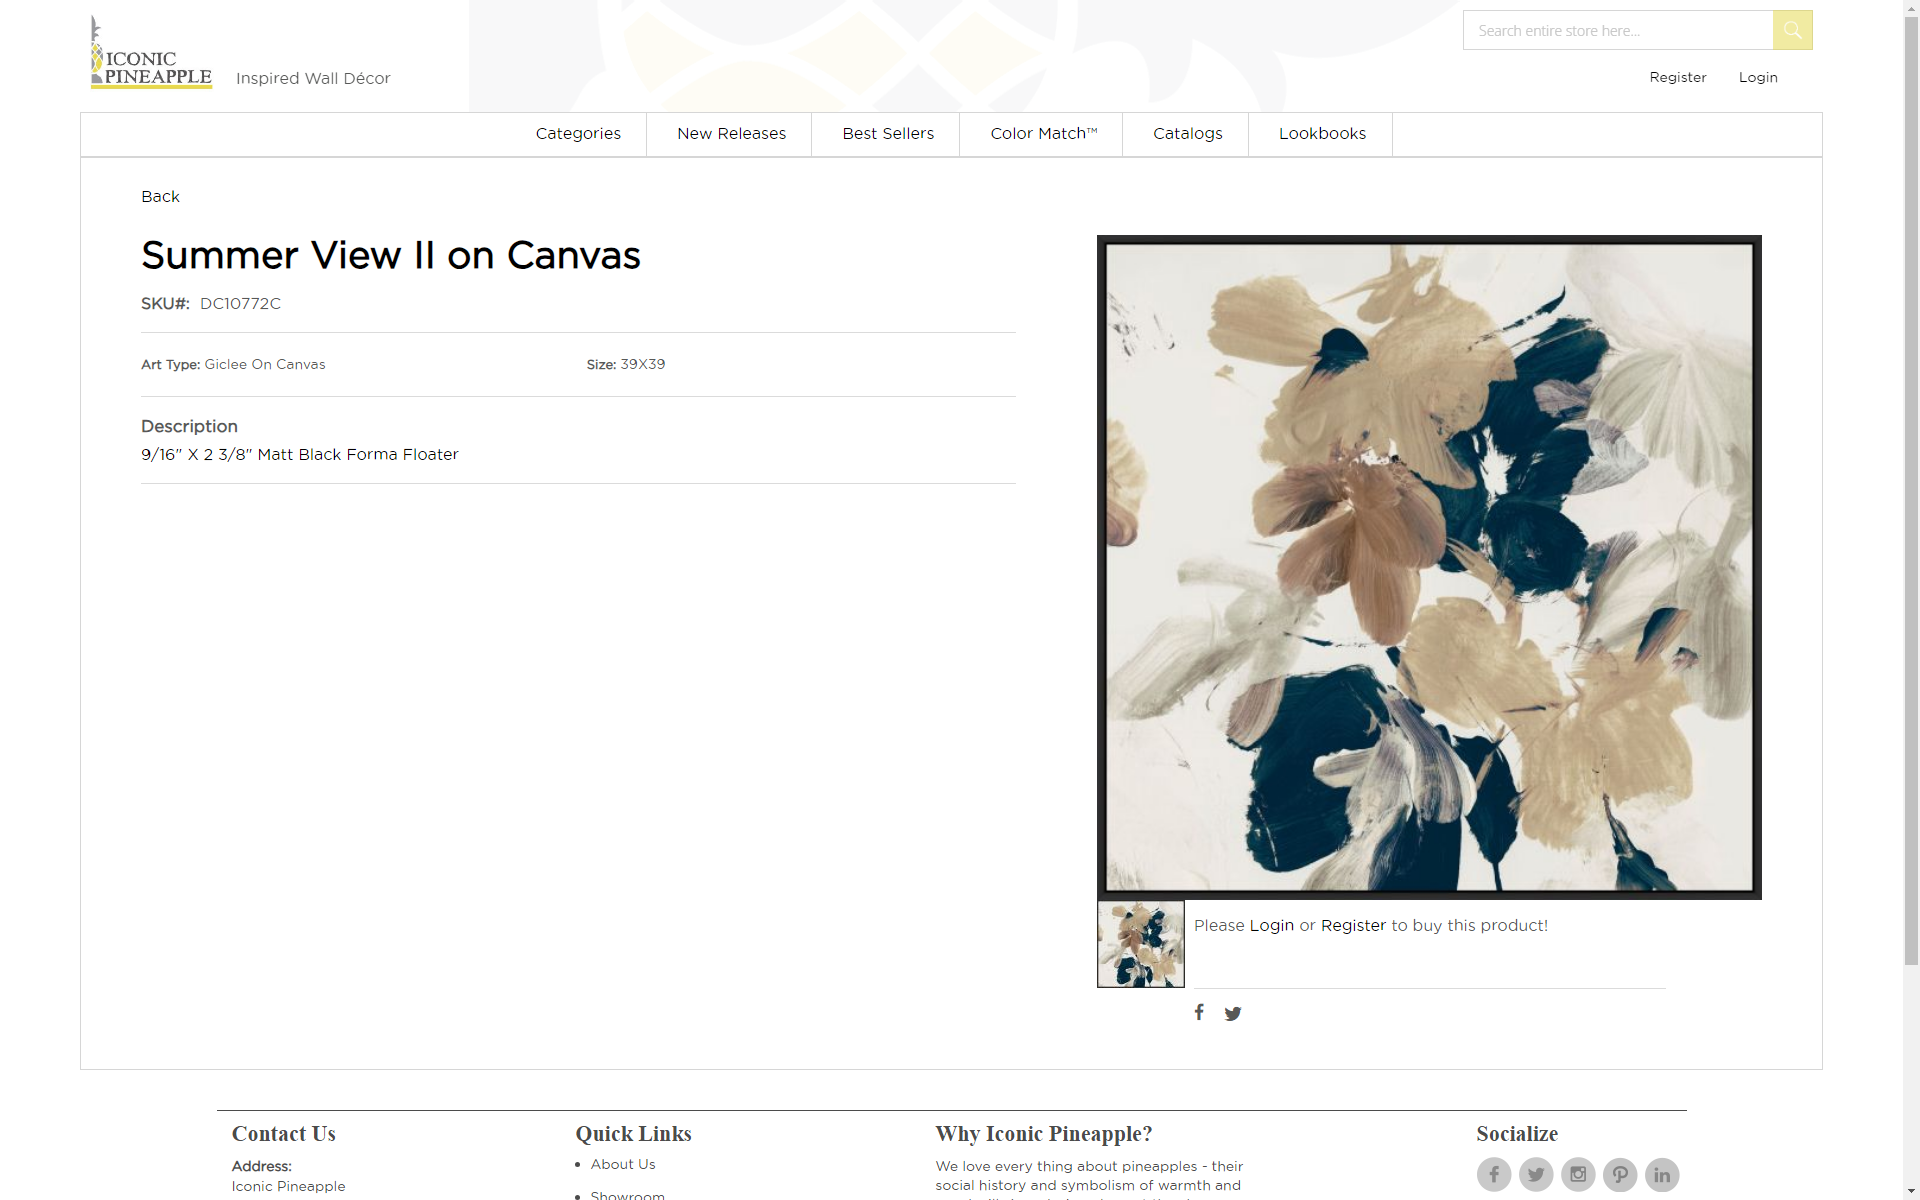 ICONIC
PINEAPPLE
Inspired Wall Décor
Search entire store here...
Register
Login
Categories
New Releases
Best Sellers
Color Match™
Catalogs
Lookbooks
Back
Summer View II on Canvas
SKU#: DC10772C
Art Type: Giclee On Canvas
Size: 39X39
Description
9/16" X 2 3/8" Matt Black Forma Floater
Please Login or Register to buy this product!
Contact Us
Address:
Iconic Pineapple
Quick Links
About Us
Showroom
Why Iconic Pineapple?
We love every thing about pineapples - their
social history and symbolism of warmth and
Socialize